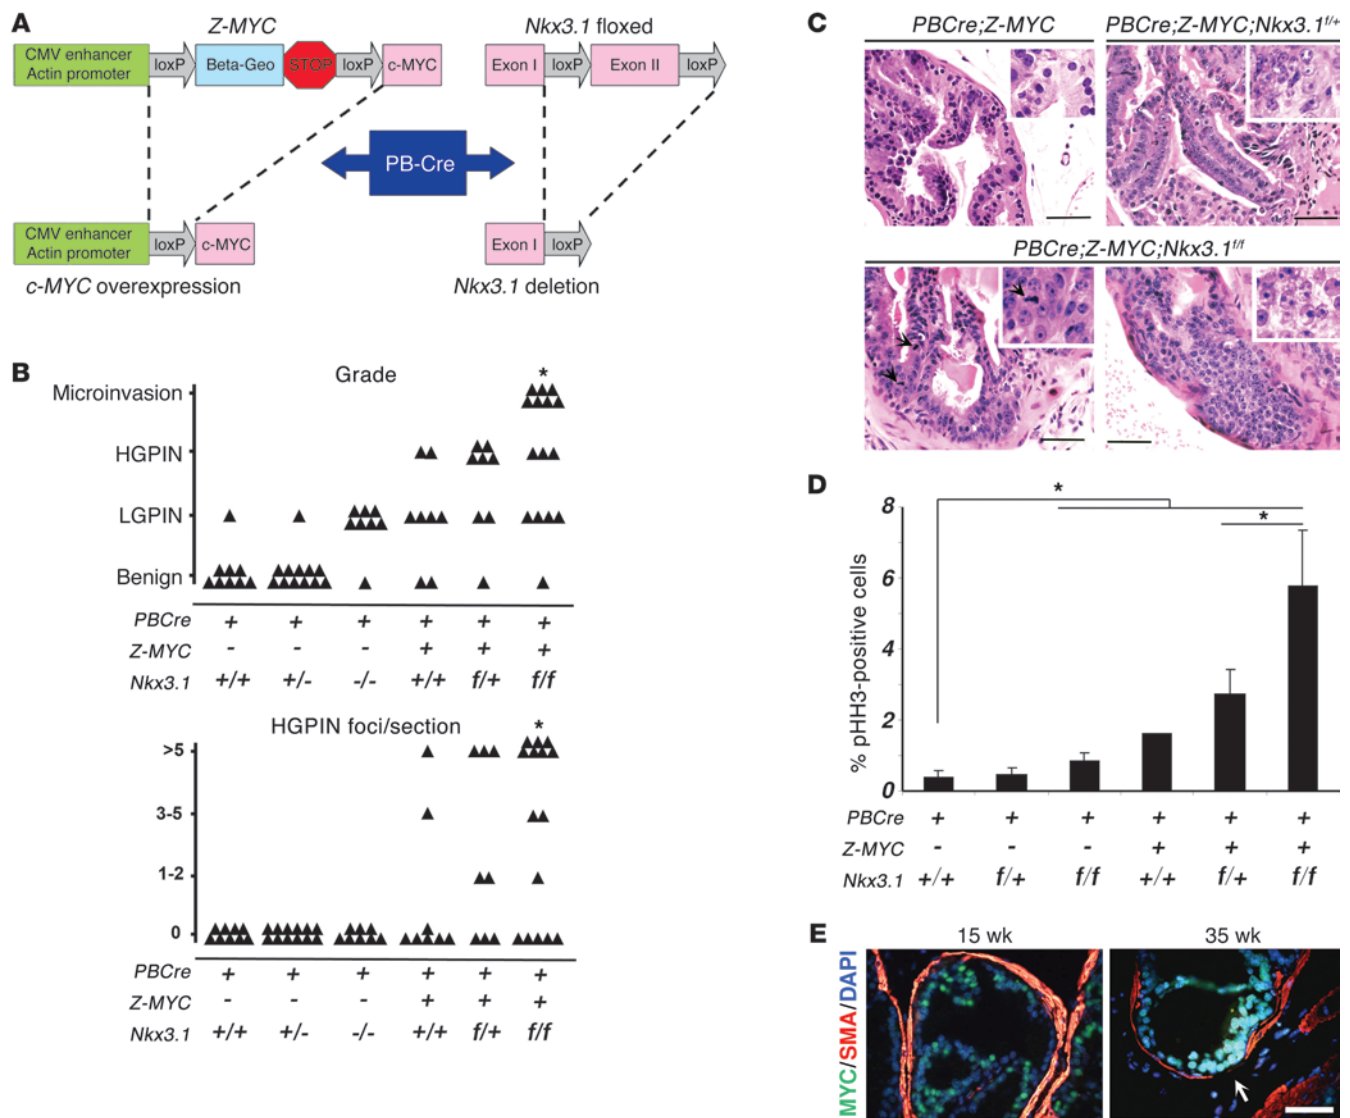 A
Z-MYC
Nkx3.1 floxed
CMV enhancer
Actin promoter
loxP
Beta-Geo
STOP
loxP
c-MYC
Exon I
loxP
Exon II
loxP
PB-Cre
CMV enhancer
Actin promoter
loxP
c-MYC
Exon I
loxP
c-MYC overexpression
Nkx3.1 deletion
B
Grade
*
Microinvasion
HGPIN
LGPIN
Benign
PBCre + + + + + +
Z-MYC - - - + + +
Nkx3.1 +/+ +/- -/- +/+ f/+ f/f
HGPIN foci/section
*
>5
3-5
1-2
0
PBCre + + + + + +
Z-MYC - - - + + +
Nkx3.1 +/+ +/- -/- +/+ f/+ f/f
C
PBCre;Z-MYC
PBCre;Z-MYC;Nkx3.1f/+
PBCre;Z-MYC;Nkx3.1f/f
D
% pHH3-positive cells
8
6
4
2
0
*
*
PBCre + + + + + +
Z-MYC - - - + + +
Nkx3.1 +/+ f/+ f/f +/+ f/+ f/f
E
15 wk
35 wk
MYC/SMA/DAPI